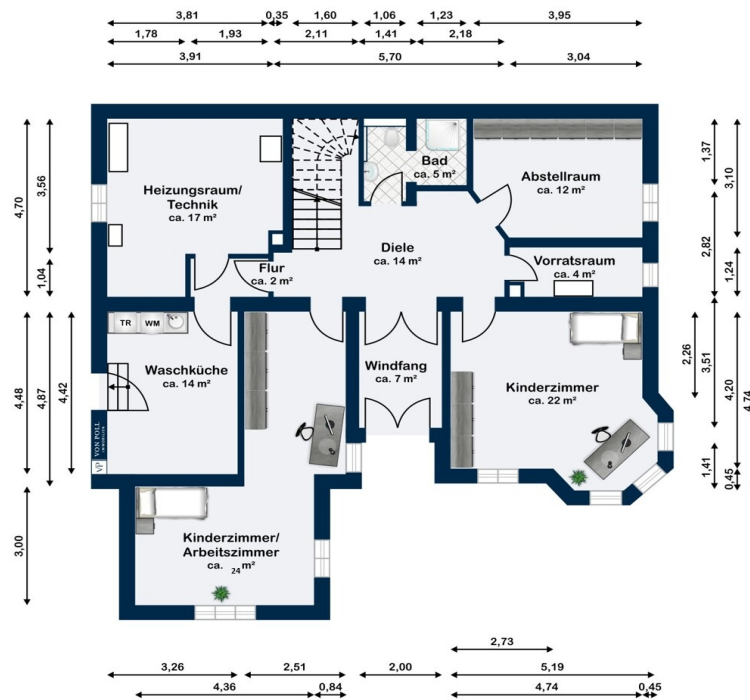 3,81 0,35 1,60 1,06 1,23 3,95
1,78 1,93 2,11 1,41 2,18
3,91 5,70 3,04
4,70
3,56
1,04
1,37
3,10
2,82
1,24
Heizungsraum/
Technik
ca. 17 m²
Bad
ca. 5 m²
Abstellraum
ca. 12 m²
Diele
ca. 14 m²
Flur
ca. 2 m²
Vorratsraum
ca. 4 m²
TR WM
Waschküche
ca. 14 m²
Windfang
ca. 7 m²
Kinderzimmer
ca. 22 m²
4,48
4,87
4,42
2,26
3,51
4,20
4,74
1,41
0,45
VP VON POLL
3,00
Kinderzimmer/
Arbeitszimmer
ca. 24 m²
2,73
3,26 2,51 2,00 5,19
4,36 0,84 4,74 0,45